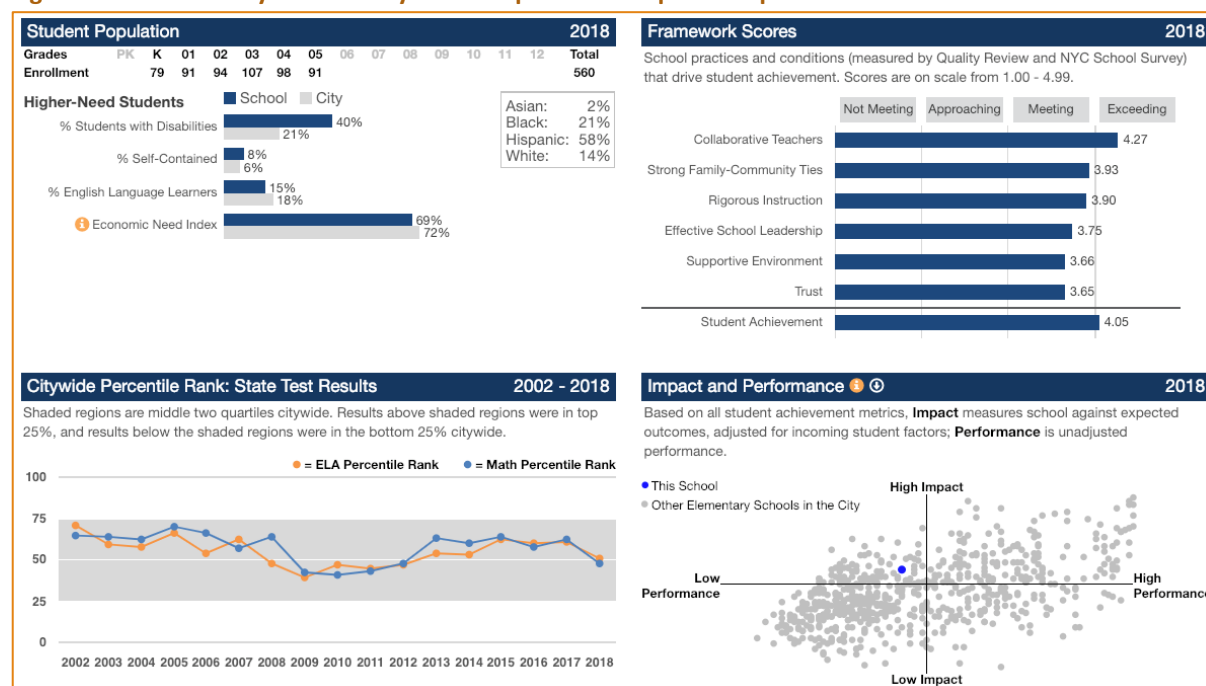 Student Population 2018
Grades PK K 01 02 03 04 05 06 07 08 09 10 11 12 Total
Enrollment 79 91 94 107 98 91 560
Higher-Need Students School City
% Students with Disabilities 40%
21%
% Self-Contained 8%
6%
% English Language Learners 15%
18%
Economic Need Index 69%
72%
Asian: 2%
Black: 21%
Hispanic: 58%
White: 14%
Framework Scores 2018
School practices and conditions (measured by Quality Review and NYC School Survey)
that drive student achievement. Scores are on scale from 1.00 - 4.99.
Not Meeting Approaching Meeting Exceeding
Collaborative Teachers 4.27
Strong Family-Community Ties 3.93
Rigorous Instruction 3.90
Effective School Leadership 3.75
Supportive Environment 3.66
Trust 3.65
Student Achievement 4.05
Citywide Percentile Rank: State Test Results 2002 - 2018
Shaded regions are middle two quartiles citywide. Results above shaded regions were in top
25%, and results below the shaded regions were in the bottom 25% citywide.
= ELA Percentile Rank = Math Percentile Rank
100
75
50
25
0
2002 2003 2004 2005 2006 2007 2008 2009 2010 2011 2012 2013 2014 2015 2016 2017 2018
Impact and Performance 2018
Based on all student achievement metrics, Impact measures school against expected
outcomes, adjusted for incoming student factors; Performance is unadjusted
performance.
This School
Other Elementary Schools in the City
High Impact
Low
Performance
High
Performance
Low Impact